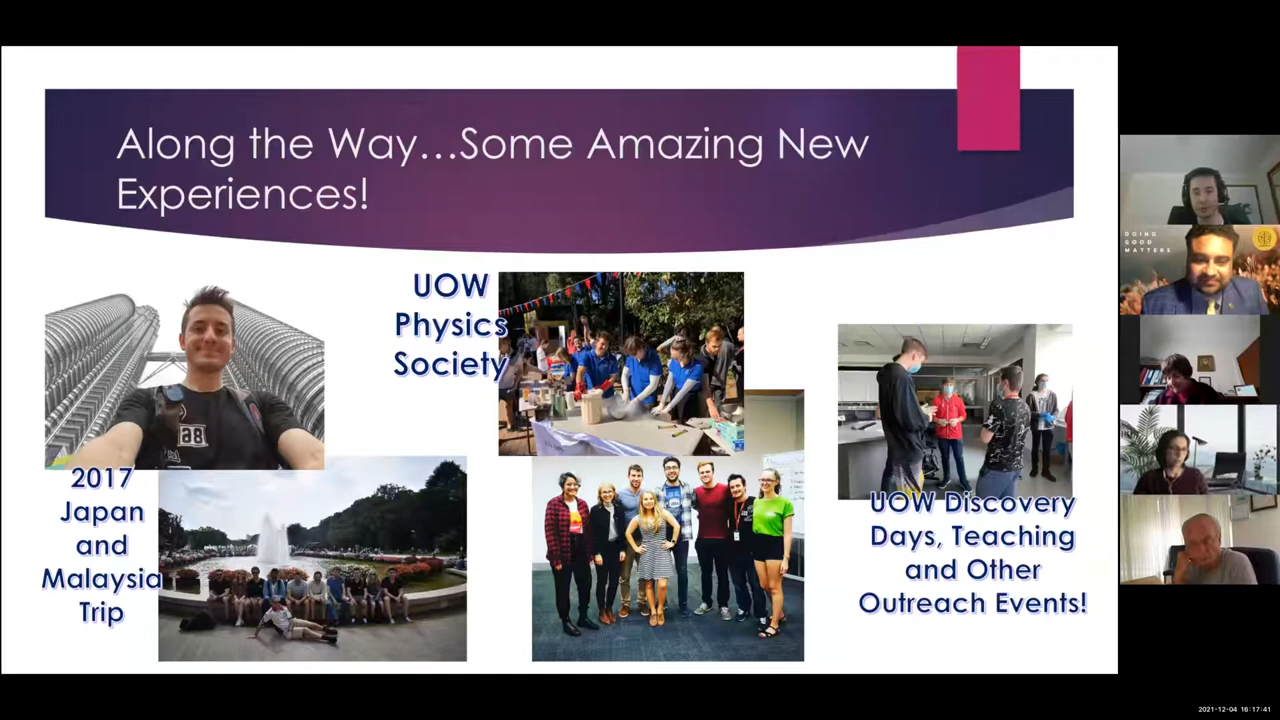 Along the Way...Some Amazing New
Experiences!
UOW
Physics
Society
2017
Japan
and
Malaysia
Trip
UOW Discovery
Days, Teaching
and Other
Outreach Events!
DOING
GOOD
MATTERS
2021-12-04 16:17:41